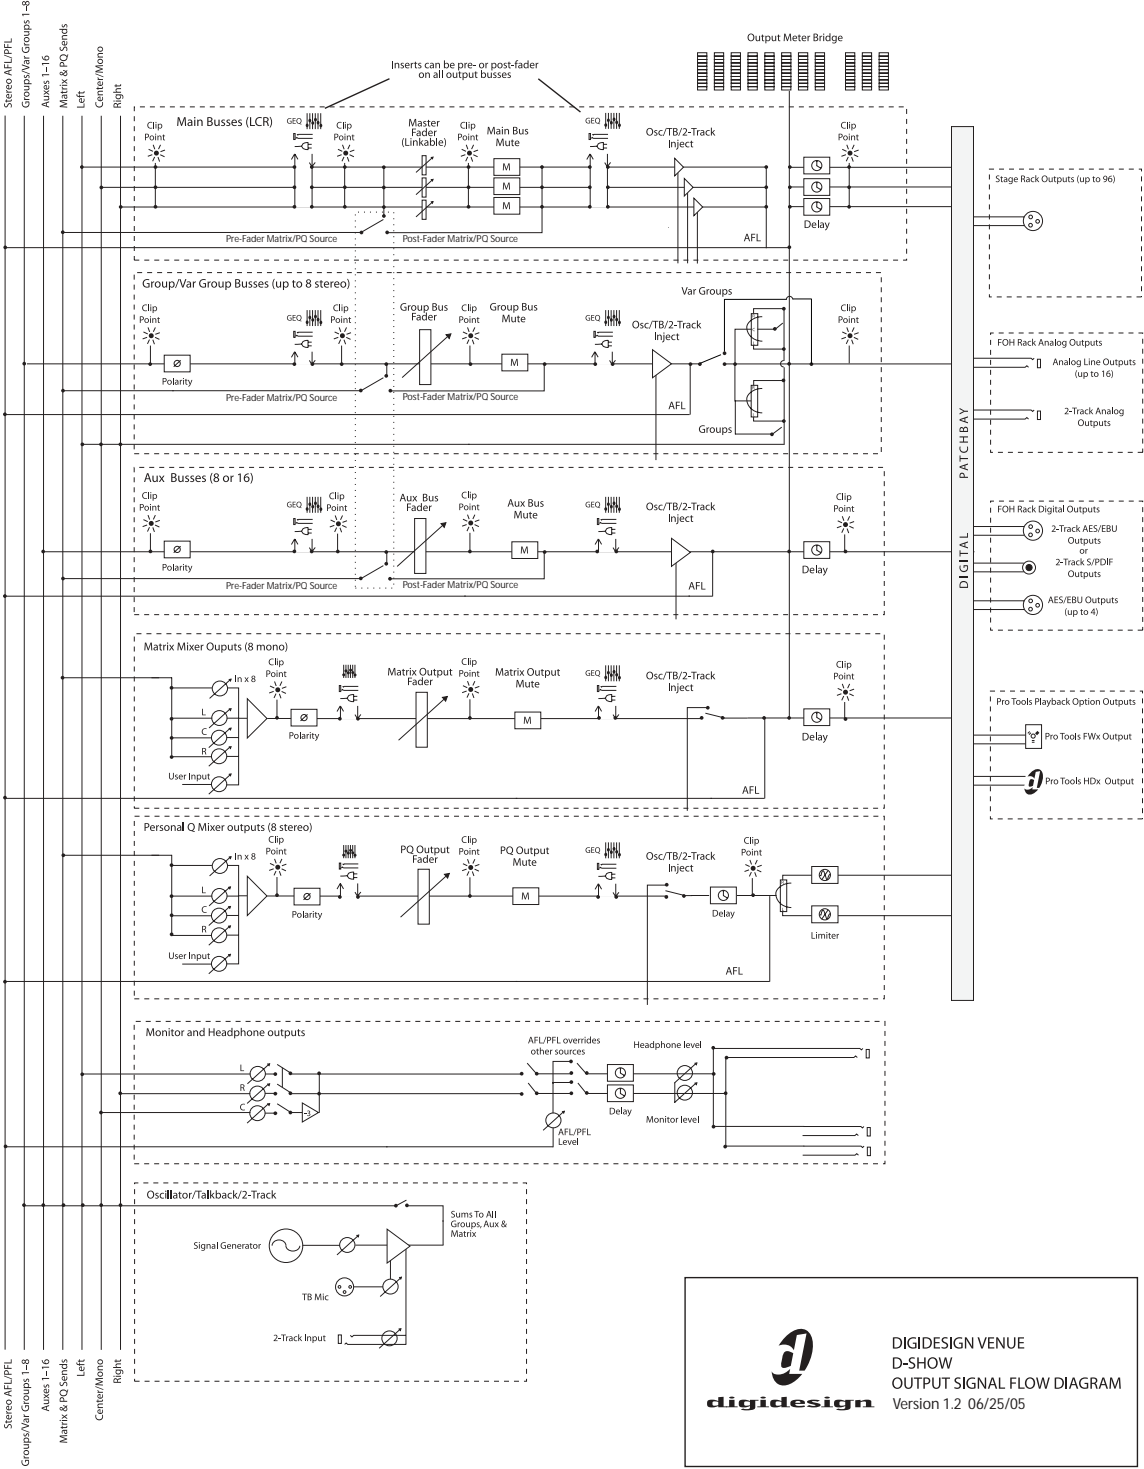 Stereo AFL/PFL
Groups/Var Groups 1–8
Auxes 1–16
Matrix & PQ Sends
Left
Center/Mono
Right
Inserts can be pre- or post-fader
on all output busses
Output Meter Bridge
Main Busses (LCR)
Clip
Point
GEQ
Clip
Point
Master
Fader
(Linkable)
Clip
Point
Main Bus
Mute
M
M
M
GEQ
Osc/TB/2-Track
Inject
Clip
Point
Delay
Pre-Fader Matrix/PQ Source
Post-Fader Matrix/PQ Source
AFL
Group/Var Group Busses (up to 8 stereo)
Clip
Point
Ø
Polarity
GEQ
Clip
Point
Group Bus
Fader
Clip
Point
Group Bus
Mute
M
GEQ
Osc/TB/2-Track
Inject
Var Groups
Clip
Point
Pre-Fader Matrix/PQ Source
Post-Fader Matrix/PQ Source
AFL
Groups
Aux Busses (8 or 16)
Clip
Point
Ø
Polarity
GEQ
Clip
Point
Aux Bus
Fader
Clip
Point
Aux Bus
Mute
M
GEQ
Osc/TB/2-Track
Inject
Clip
Point
Delay
Pre-Fader Matrix/PQ Source
Post-Fader Matrix/PQ Source
AFL
Matrix Mixer Ouputs (8 mono)
In x 8
L
C
R
User Input
Clip
Point
Ø
Polarity
Matrix Output
Fader
Clip
Point
Matrix Output
Mute
M
GEQ
Osc/TB/2-Track
Inject
Clip
Point
Delay
AFL
Personal Q Mixer outputs (8 stereo)
In x 8
L
C
R
User Input
Clip
Point
Ø
Polarity
PQ Output
Fader
Clip
Point
PQ Output
Mute
M
GEQ
Osc/TB/2-Track
Inject
Delay
Clip
Point
Limiter
AFL
Monitor and Headphone outputs
L
R
C
-3
AFL/PFL overrides
other sources
AFL/PFL
Level
Delay
Headphone level
Monitor level
Oscillator/Talkback/2-Track
Signal Generator
TB Mic
2-Track Input
Sums To All
Groups, Aux &
Matrix
DIGITAL PATCHBAY
Stage Rack Outputs (up to 96)
FOH Rack Analog Outputs
Analog Line Outputs
(up to 16)
2-Track Analog
Outputs
FOH Rack Digital Outputs
2-Track AES/EBU
Outputs
or
2-Track S/PDIF
Outputs
AES/EBU Outputs
(up to 4)
Pro Tools Playback Option Outputs
Pro Tools FWx Output
Pro Tools HDx Output
Stereo AFL/PFL
Groups/Var Groups 1–8
Auxes 1–16
Matrix & PQ Sends
Left
Center/Mono
Right
digidesign
DIGIDESIGN VENUE
D-SHOW
OUTPUT SIGNAL FLOW DIAGRAM
Version 1.2 06/25/05